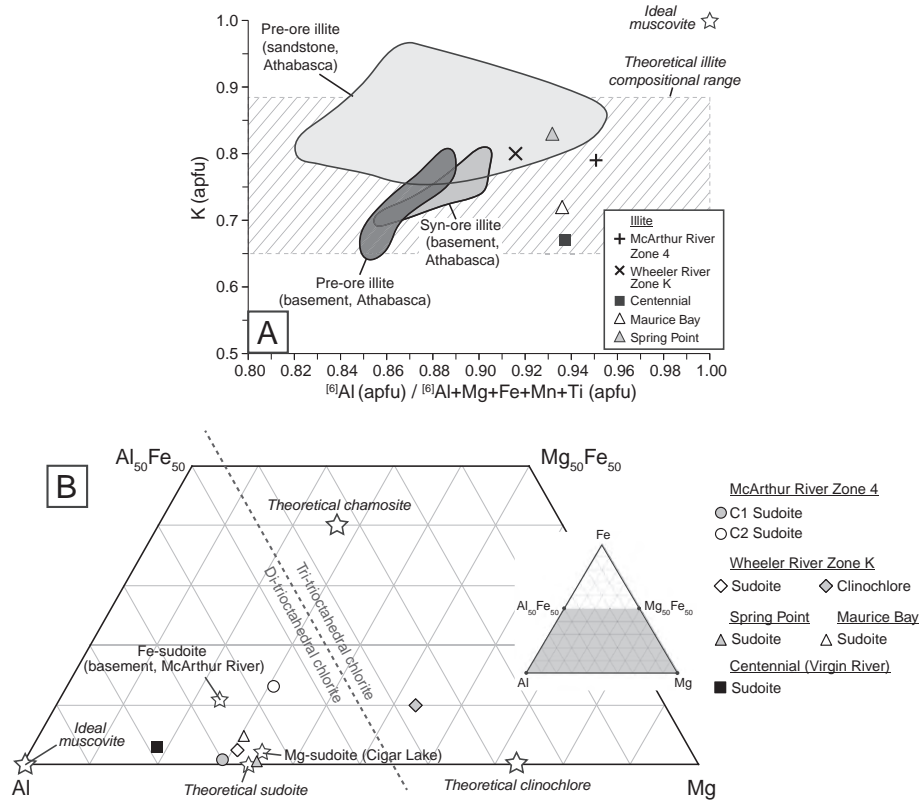 Ideal
muscovite
Pre-ore illite
(sandstone,
Athabasca)
Theoretical illite
compositional range
1.0
0.9
0.8
0.7
0.6
0.5
K (apfu)
Syn-ore illite
(basement,
Athabasca)
Pre-ore illite
(basement, Athabasca)
Illite
McArthur River
Zone 4
Wheeler River
Zone K
Centennial
Maurice Bay
Spring Point
A
0.80 0.82 0.84 0.86 0.88 0.90 0.92 0.94 0.96 0.98 1.00
[6]Al (apfu) / [6]Al+Mg+Fe+Mn+Ti (apfu)
B
Al50Fe50
Mg50Fe50
Theoretical chamosite
Tri-trioctahedral chlorite
Di-trioctahedral chlorite
Fe-sudoite
(basement, McArthur River)
Ideal
muscovite
Mg-sudoite (Cigar Lake)
Al
Theoretical sudoite
Theoretical clinochlore
Mg
Fe
Al50Fe50
Mg50Fe50
Al
Mg
McArthur River Zone 4
C1 Sudoite
C2 Sudoite
Wheeler River Zone K
Sudoite Clinochlore
Spring Point Maurice Bay
Sudoite Sudoite
Centennial (Virgin River)
Sudoite